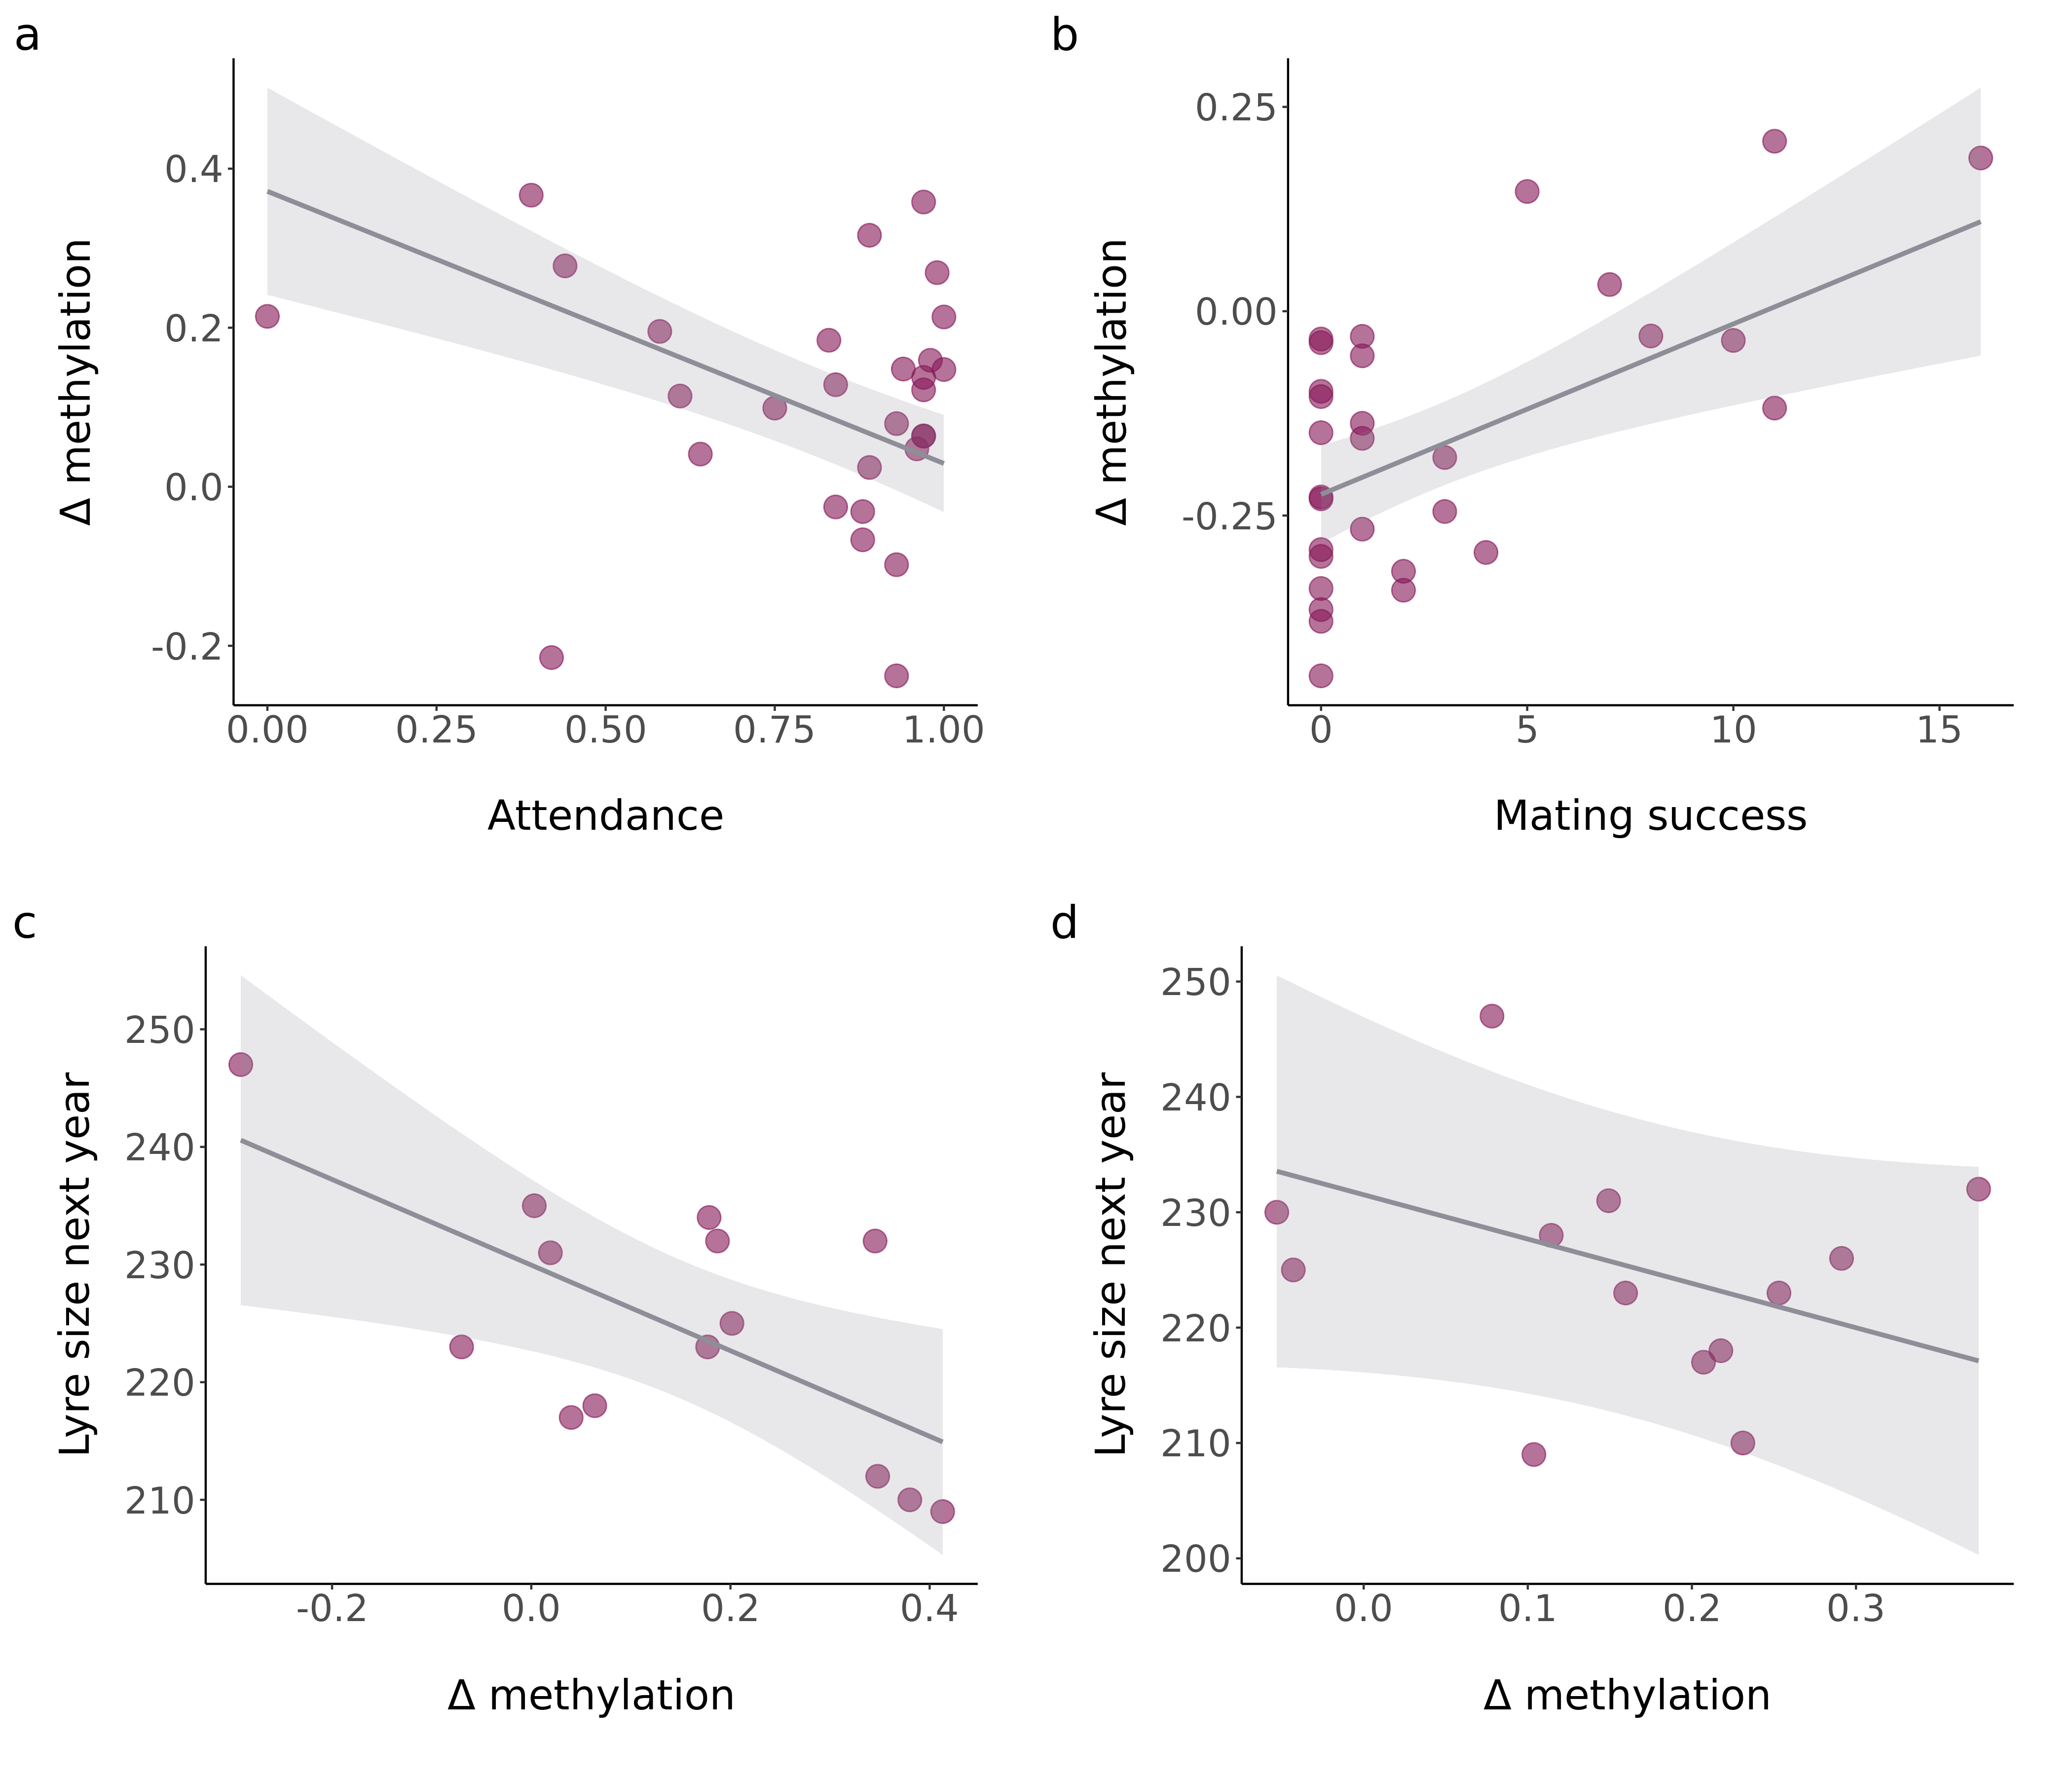 a
0.4
0.2
0.0
-0.2
Δ methylation
0.00 0.25 0.50 0.75 1.00
Attendance
b
0.25
0.00
-0.25
Δ methylation
0 5 10 15
Mating success
c
250
240
230
220
210
Lyre size next year
-0.2 0.0 0.2 0.4
Δ methylation
d
250
240
230
220
210
200
Lyre size next year
0.0 0.1 0.2 0.3
Δ methylation